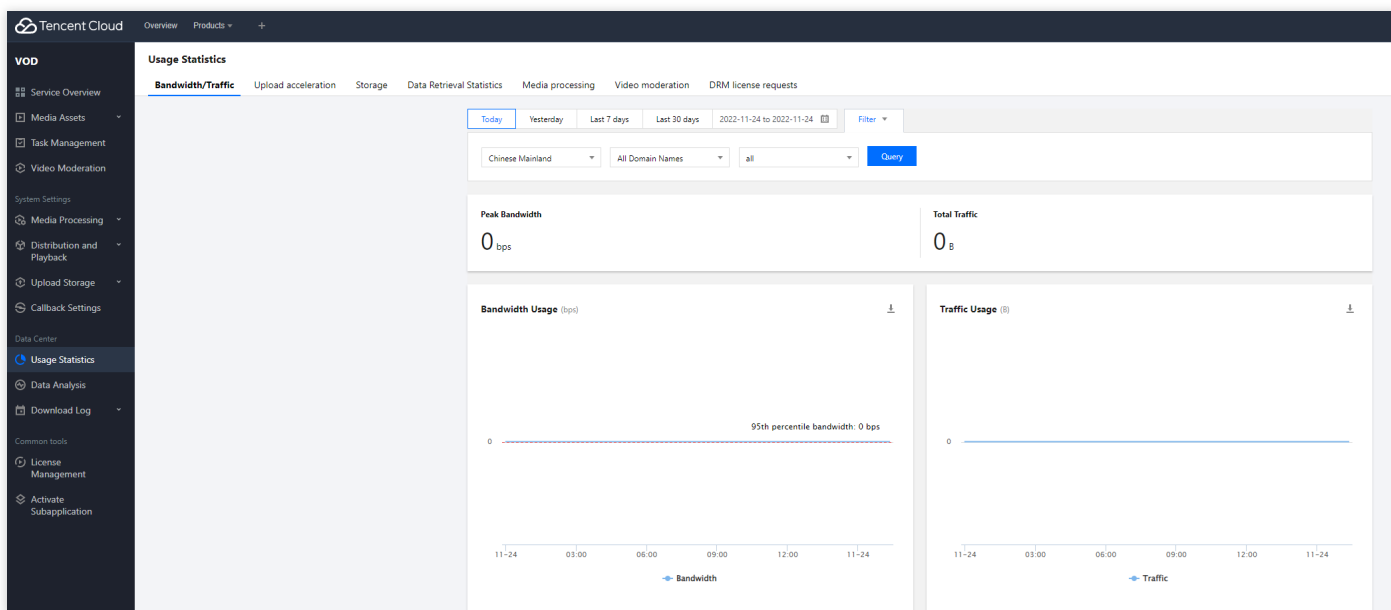 Tencent Cloud
Overview
Products
+
VOD
Service Overview
Media Assets
Task Management
Video Moderation
System Settings
Media Processing
Distribution and
Playback
Upload Storage
Callback Settings
Data Center
Usage Statistics
Data Analysis
Download Log
Common tools
License
Management
Activate
Subapplication
Usage Statistics
Bandwidth/Traffic
Upload acceleration
Storage
Data Retrieval Statistics
Media processing
Video moderation
DRM license requests
Today
Yesterday
Last 7 days
Last 30 days
2022-11-24 to 2022-11-24
Filter
Chinese Mainland
All Domain Names
all
Query
Peak Bandwidth
0 bps
Total Traffic
0 B
Bandwidth Usage (bps)
95th percentile bandwidth: 0 bps
0
11-24
03:00
06:00
09:00
12:00
11-24
Bandwidth
Traffic Usage (B)
0
11-24
03:00
06:00
09:00
12:00
11-24
Traffic